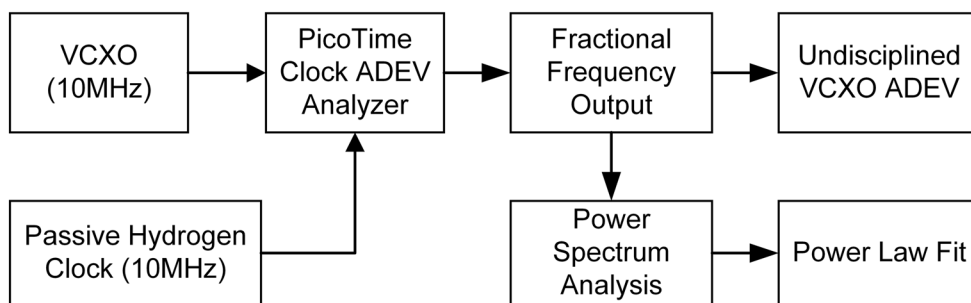 VCXO
(10MHz)
PicoTime
Clock ADEV
Analyzer
Fractional
Frequency
Output
Undisciplined
VCXO ADEV
Passive Hydrogen
Clock (10MHz)
Power
Spectrum
Analysis
Power Law Fit